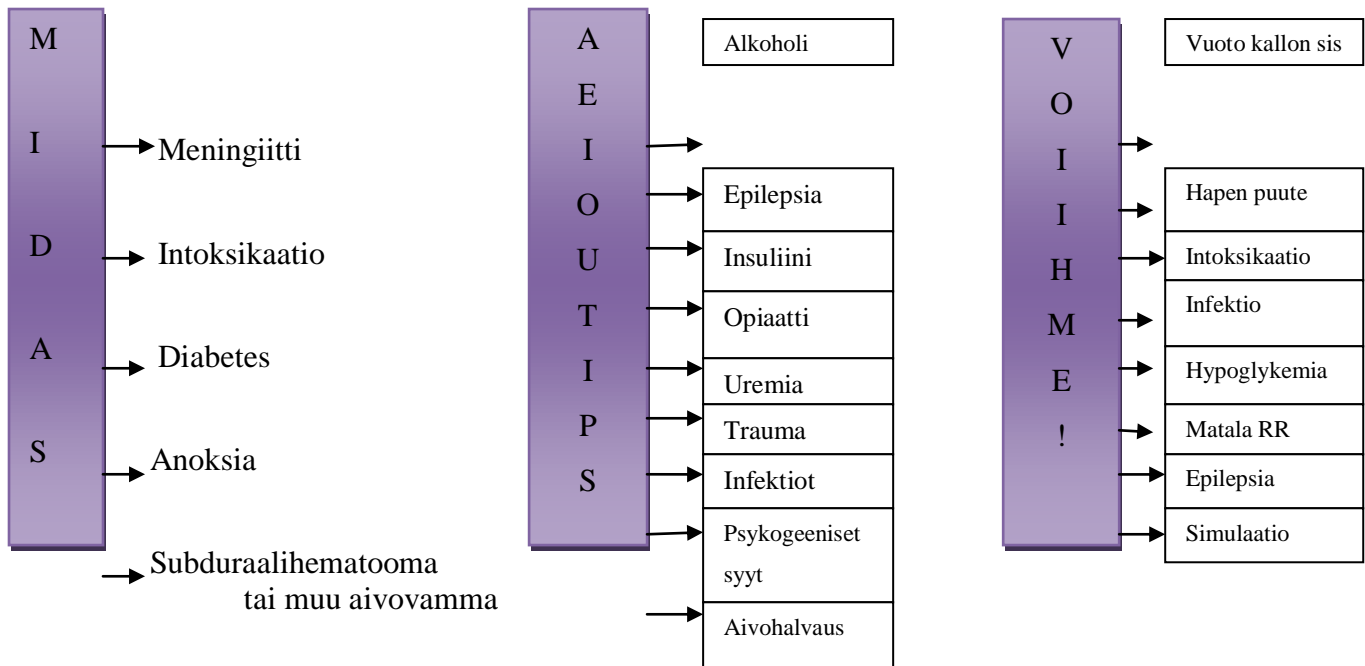 M
I
D
A
S
Meningiitti
Intoksikaatio
Diabetes
Anoksia
Subduraalihematooma
tai muu aivovamma
A
E
I
O
U
T
I
P
S
Alkoholi
Epilepsia
Insuliini
Opiaatti
Uremia
Trauma
Infektiot
Psykogeeniset
syyt
Aivohalvaus
V
O
I
I
H
M
E
!
Vuoto kallon sis
Hapen puute
Intoksikaatio
Infektio
Hypoglykemia
Matala RR
Epilepsia
Simulaatio